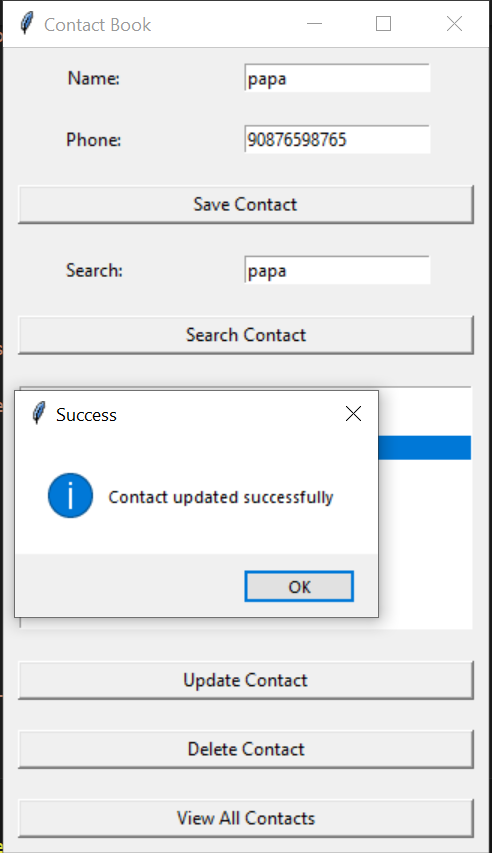 Contact Book
Name: papa
Phone: 90876598765
Save Contact
Search: papa
Search Contact
Success
Contact updated successfully
OK
Update Contact
Delete Contact
View All Contacts